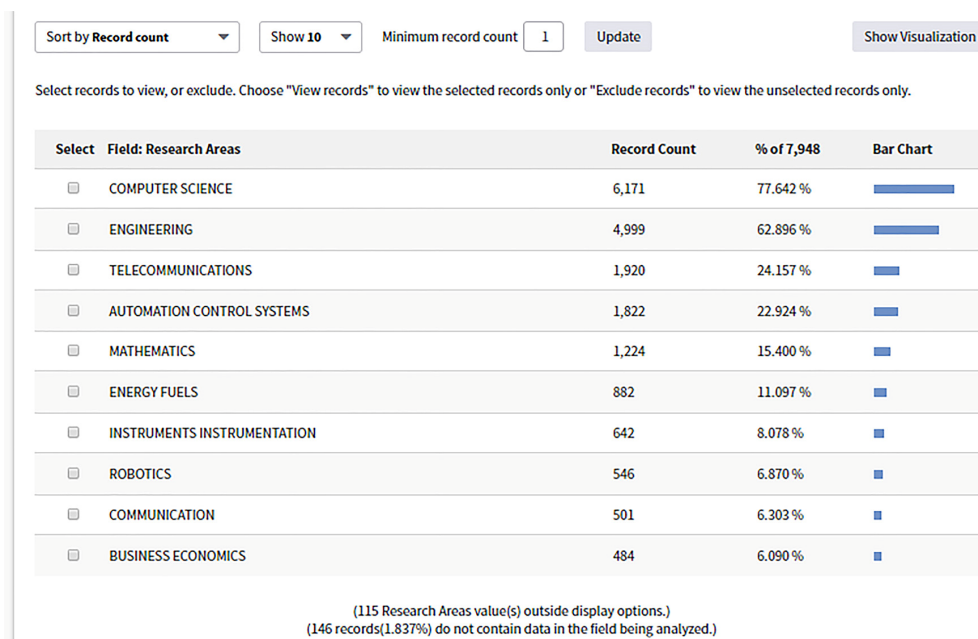 Sort by Record count Show 10 Minimum record count 1 Update Show Visualization
Select records to view, or exclude. Choose "View records" to view the selected records only or "Exclude records" to view the unselected records only.
Select Field: Research Areas Record Count % of 7,948 Bar Chart
COMPUTER SCIENCE 6,171 77.642 %
ENGINEERING 4,999 62.896 %
TELECOMMUNICATIONS 1,920 24.157 %
AUTOMATION CONTROL SYSTEMS 1,822 22.924 %
MATHEMATICS 1,224 15.400 %
ENERGY FUELS 882 11.097 %
INSTRUMENTS INSTRUMENTATION 642 8.078 %
ROBOTICS 546 6.870 %
COMMUNICATION 501 6.303 %
BUSINESS ECONOMICS 484 6.090 %
(115 Research Areas value(s) outside display options.)
(146 records(1.837%) do not contain data in the field being analyzed.)